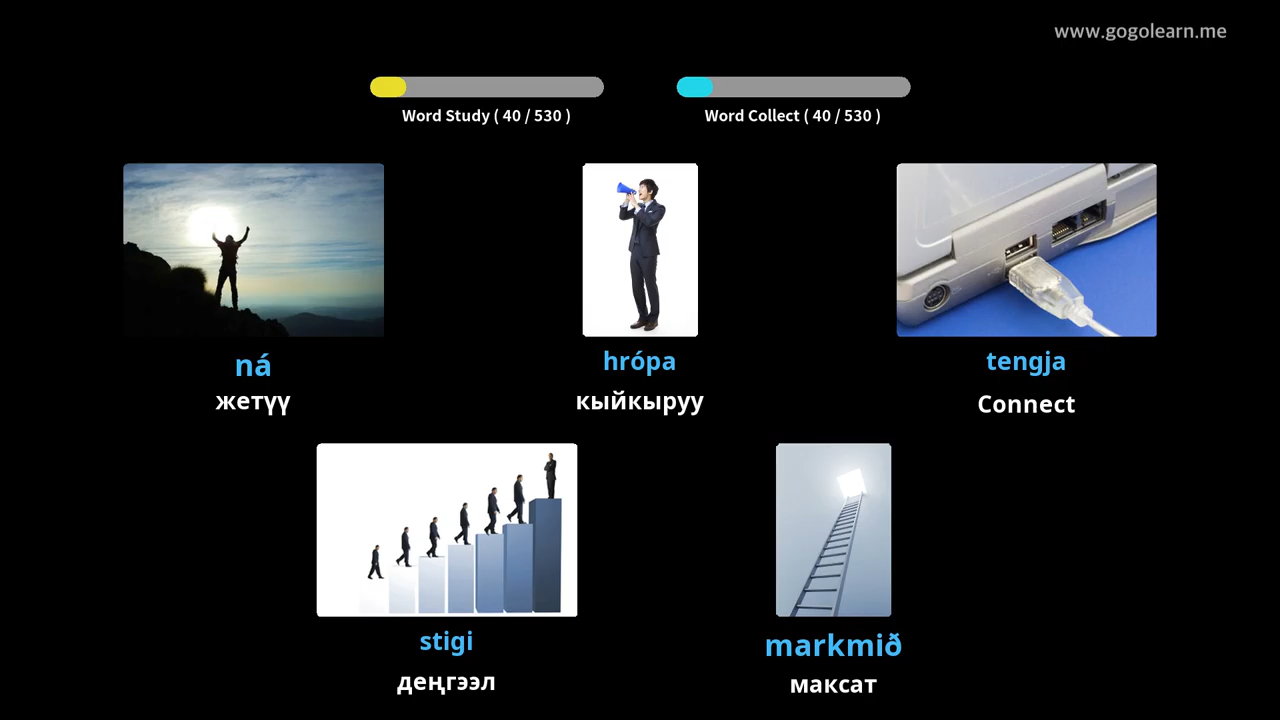 www.gogolearn.me
Word Study ( 40 / 530 )
Word Collect ( 40 / 530 )
ná
жетүү
hrópa
кыйкыруу
tengja
Connect
stigi
деңгээл
markmið
максат